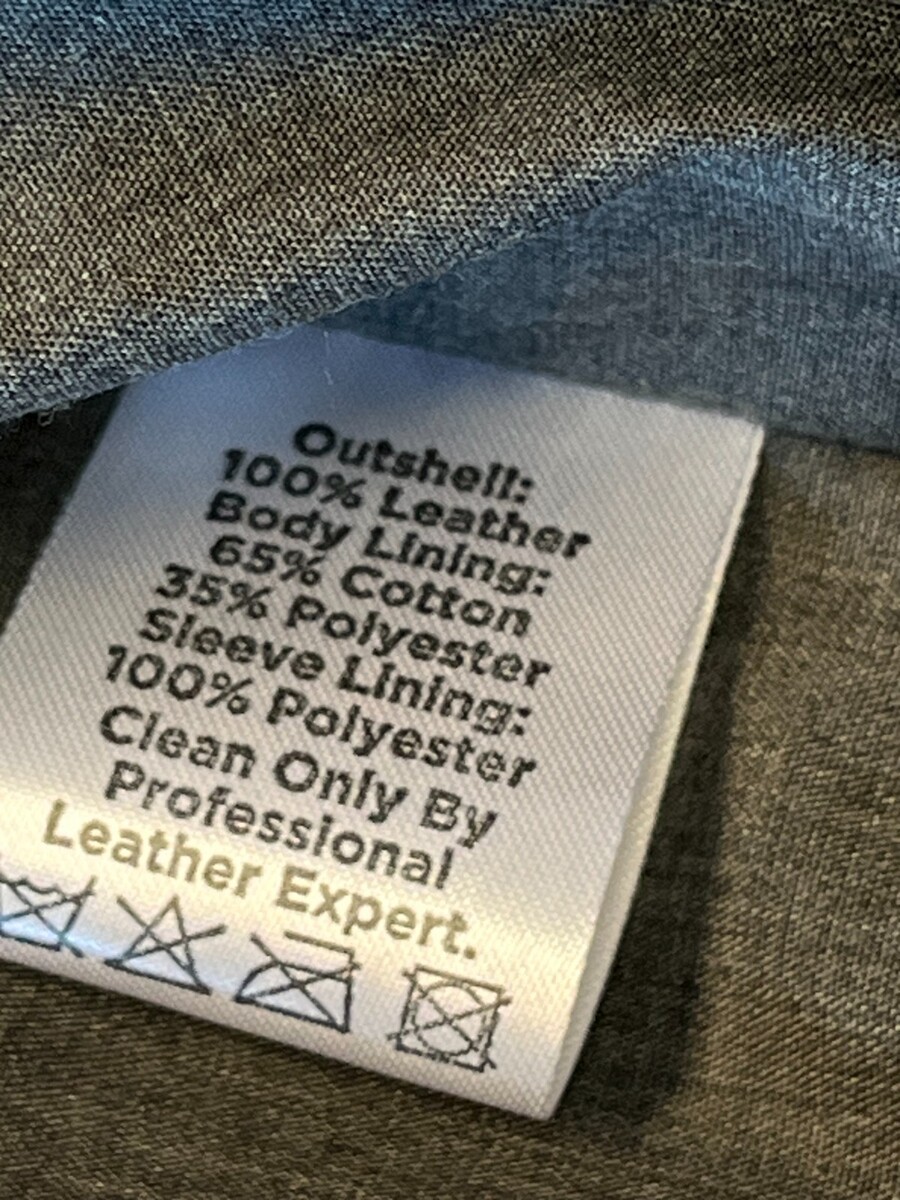 Outshell:
100% Leather
Body Lining:
65% Cotton
35% Polyester
Sleeve Lining:
100% Polyester
Clean Only By
Professional
Leather Expert.